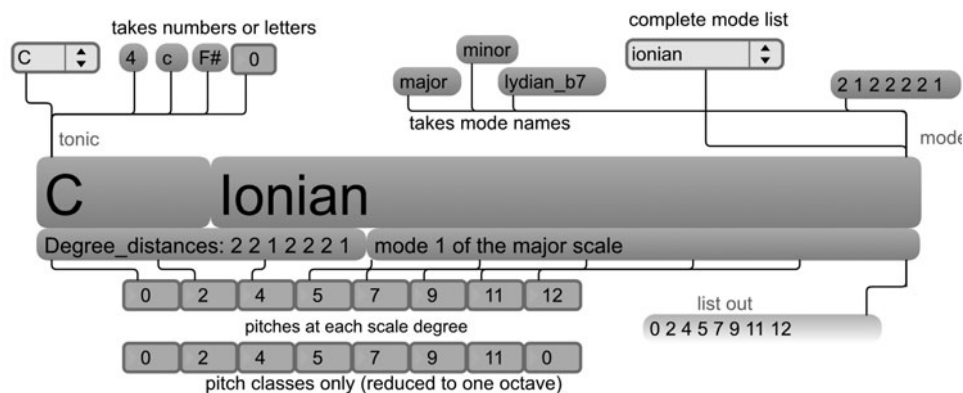 takes numbers or letters
complete mode list
C
4
c
F#
0
major
minor
lydian_b7
ionian
2 1 2 2 2 2 1
takes mode names
tonic
mode
C
Ionian
Degree_distances: 2 2 1 2 2 2 1
mode 1 of the major scale
0 2 4 5 7 9 11 12
pitches at each scale degree
list out
0 2 4 5 7 9 11 12
0 2 4 5 7 9 11 0
pitch classes only (reduced to one octave)